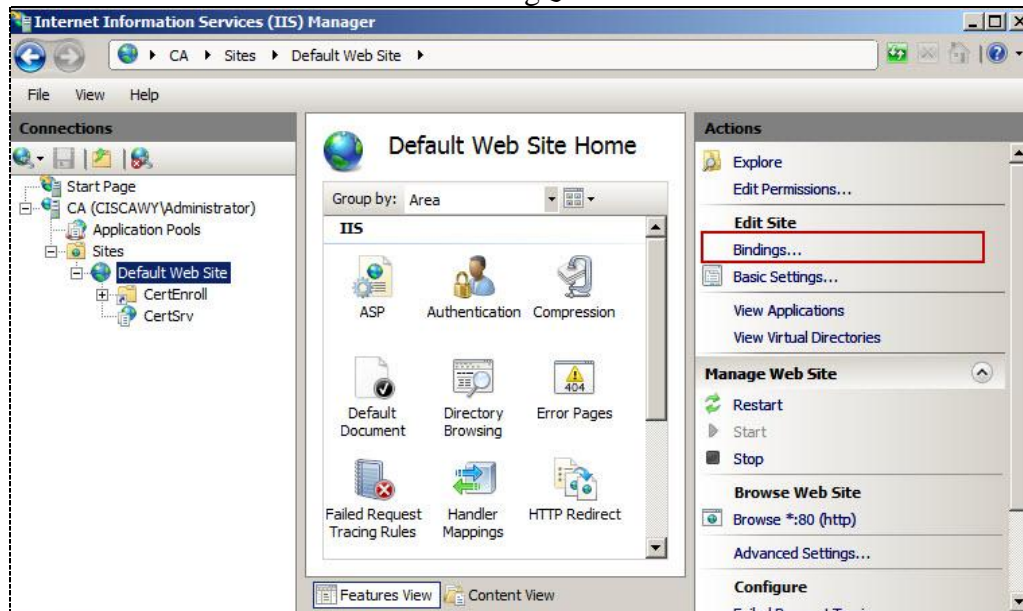 Internet Information Services (IIS) Manager
CA Sites Default Web Site
File View Help
Connections
Start Page
CA (CISCAWY\Administrator)
Application Pools
Sites
Default Web Site
CertEnroll
CertSrv
Default Web Site Home
Group by: Area
IIS
ASP Authentication Compression
404
Default Document Directory Browsing Error Pages
Failed Request Tracing Rules Handler Mappings HTTP Redirect
Features View Content View
Actions
Explore
Edit Permissions...
Edit Site
Bindings...
Basic Settings...
View Applications
View Virtual Directories
Manage Web Site
Restart
Start
Stop
Browse Web Site
Browse *:80 (http)
Advanced Settings...
Configure